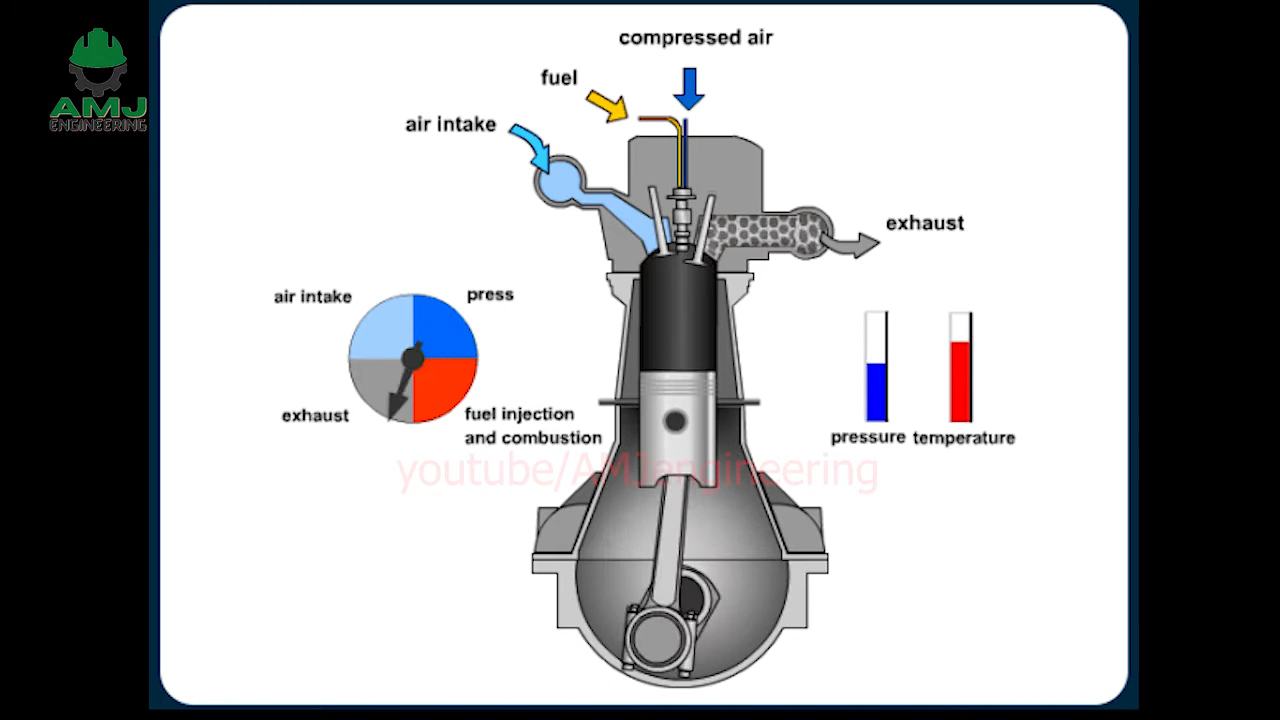 AMJ
ENGINEERING
compressed air
fuel
air intake
exhaust
air intake
press
exhaust
fuel injection
and combustion
pressure
temperature
youtube/AMJengineering